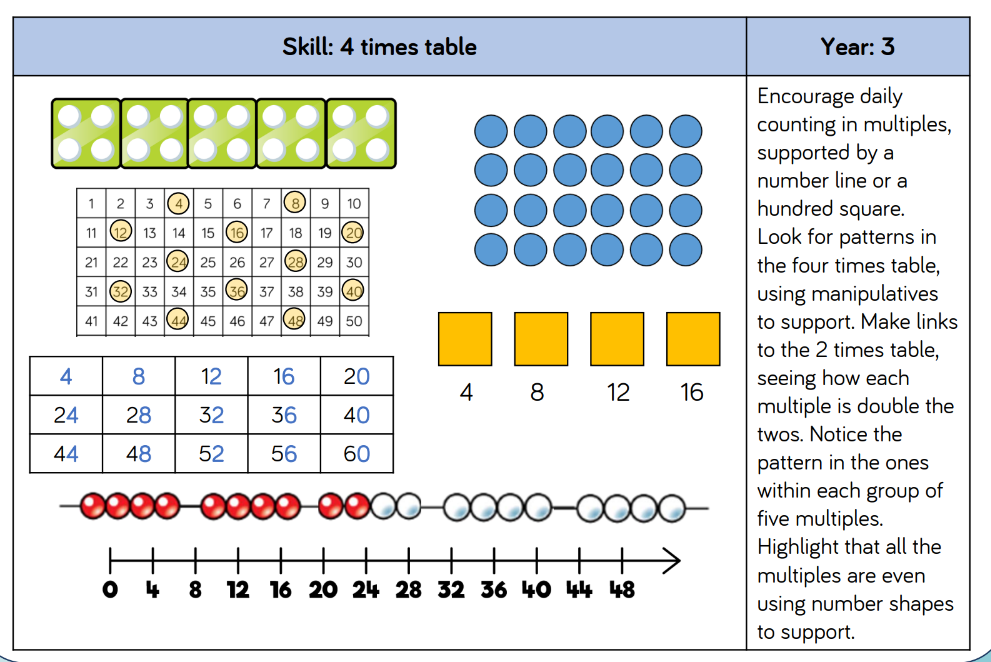 Skill: 4 times table
Year: 3
1 2 3 4 5 6 7 8 9 10
11 12 13 14 15 16 17 18 19 20
21 22 23 24 25 26 27 28 29 30
31 32 33 34 35 36 37 38 39 40
41 42 43 44 45 46 47 48 49 50
4 8 12 16 20
24 28 32 36 40
44 48 52 56 60
4 8 12 16
0 4 8 12 16 20 24 28 32 36 40 44 48
Encourage daily
counting in multiples,
supported by a
number line or a
hundred square.
Look for patterns in
the four times table,
using manipulatives
to support. Make links
to the 2 times table,
seeing how each
multiple is double the
twos. Notice the
pattern in the ones
within each group of
five multiples.
Highlight that all the
multiples are even
using number shapes
to support.